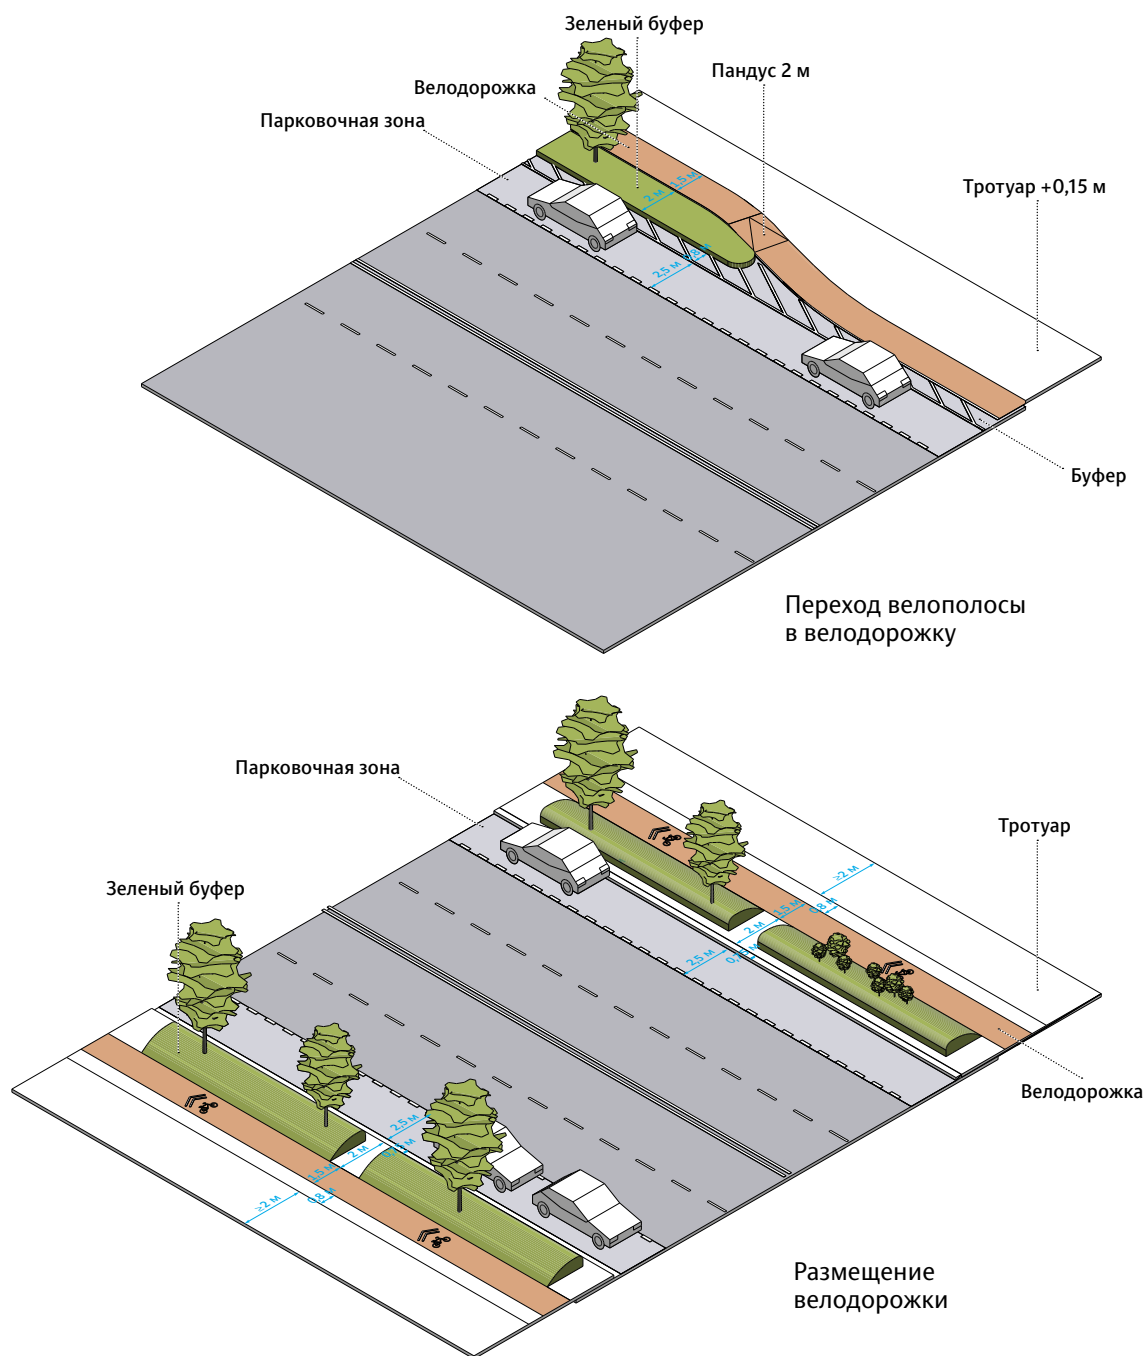 Зеленый буфер
Пандус 2 м
Велодорожка
Парковочная зона
Тротуар +0,15 м
1,5 м
2 м
0,8 м
2,5 м
Буфер
Переход велополосы
в велодорожку
Парковочная зона
Тротуар
≥2 м
0,8 м
1,5 м
2 м
2,5 м
Зеленый буфер
Велодорожка
2,5 м
2 м
1,5 м
0,8 м
≥2 м
Размещение
велодорожки